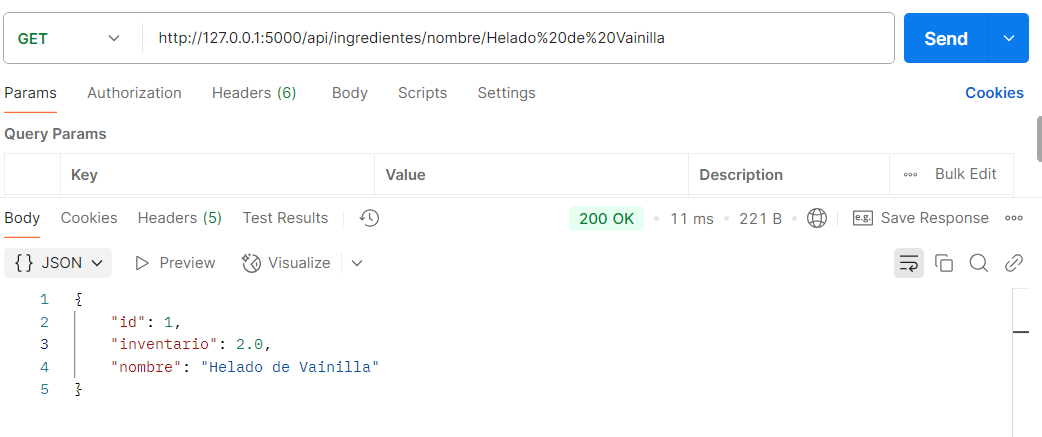 GET http://127.0.0.1:5000/api/ingredientes/nombre/Helado%20de%20Vainilla Send
Params Authorization Headers (6) Body Scripts Settings Cookies
Query Params
Key Value Description Bulk Edit
Body Cookies Headers (5) Test Results 200 OK 11 ms 221 B e.g. Save Response
{} JSON Preview Visualize
1 {
2 "id": 1,
3 "inventario": 2.0,
4 "nombre": "Helado de Vainilla"
5 }